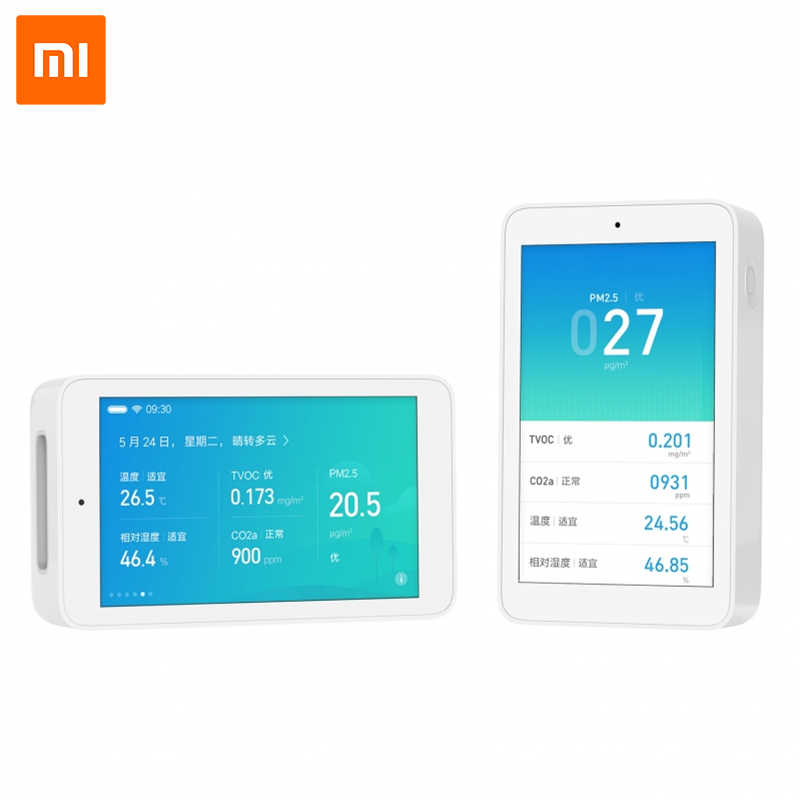 mi
09:30
5月24日，星期二，晴转多云
温度 | 适宜
26.5 ℃
相对湿度 | 适宜
46.4 %
TVOC 优
0.173 mg/m³
CO2a 正常
900 ppm
PM2.5
20.5
μg/m³
优
PM2.5 | 优
027
μg/m³
TVOC | 优
0.201
mg/m³
CO2a | 正常
0931
ppm
温度 | 适宜
24.56
℃
相对湿度 | 适宜
46.85
%